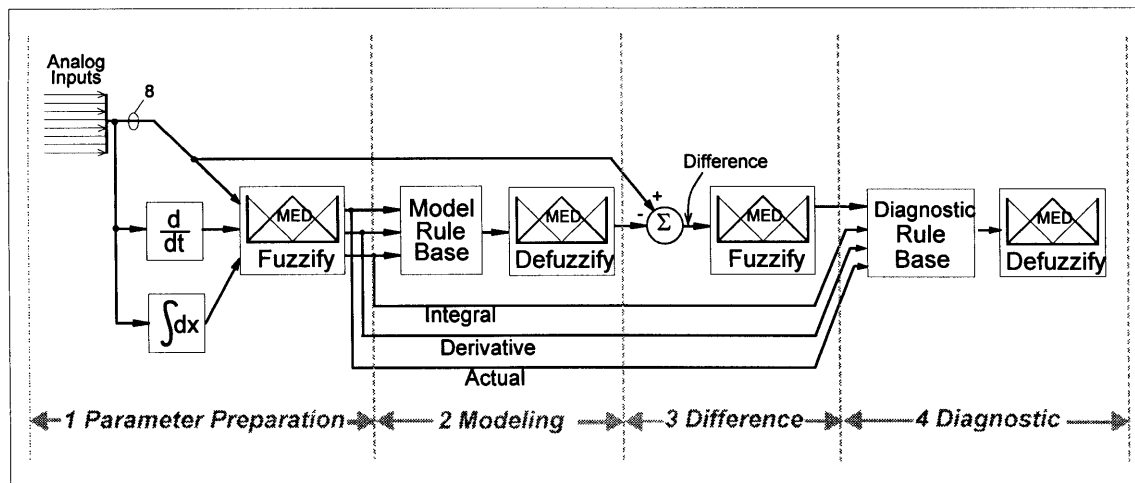 Analog
Inputs
8
d
dt
∫dx
MED
Fuzzify
Model
Rule
Base
MED
Defuzzify
+
-
Σ
Difference
MED
Fuzzify
Diagnostic
Rule
Base
MED
Defuzzify
Integral
Derivative
Actual
1 Parameter Preparation
2 Modeling
3 Difference
4 Diagnostic